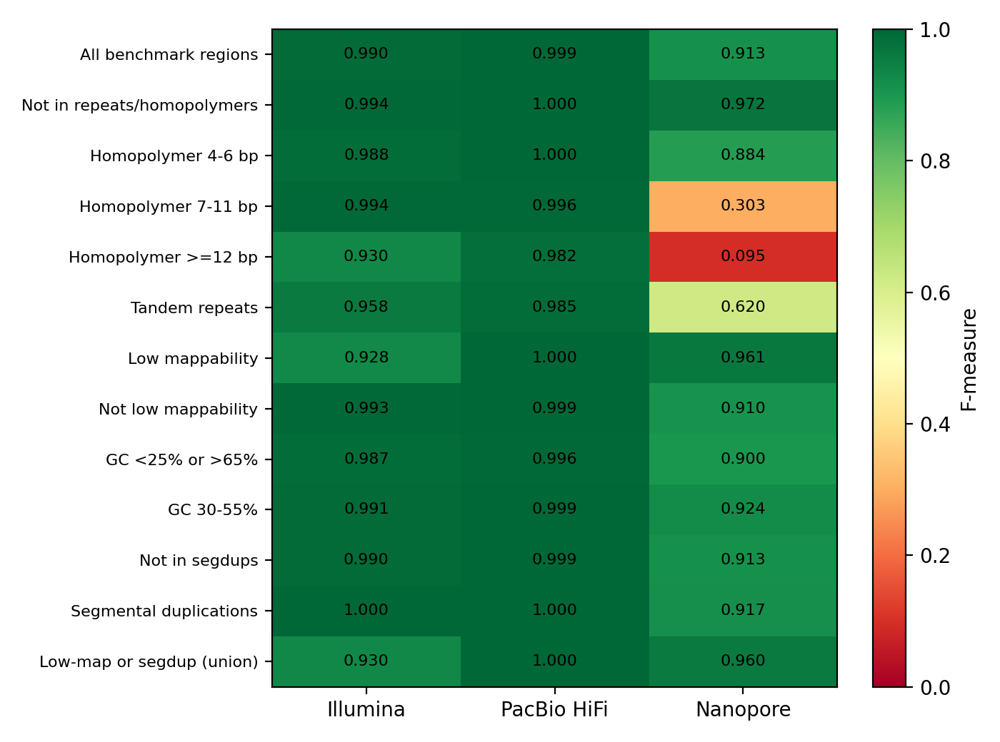 All benchmark regions 0.990 0.999 0.913
Not in repeats/homopolymers 0.994 1.000 0.972
Homopolymer 4-6 bp 0.988 1.000 0.884
Homopolymer 7-11 bp 0.994 0.996 0.303
Homopolymer >=12 bp 0.930 0.982 0.095
Tandem repeats 0.958 0.985 0.620
Low mappability 0.928 1.000 0.961
Not low mappability 0.993 0.999 0.910
GC <25% or >65% 0.987 0.996 0.900
GC 30-55% 0.991 0.999 0.924
Not in segdups 0.990 0.999 0.913
Segmental duplications 1.000 1.000 0.917
Low-map or segdup (union) 0.930 1.000 0.960
Illumina PacBio HiFi Nanopore
1.0
0.8
0.6
0.4
0.2
0.0
F-measure